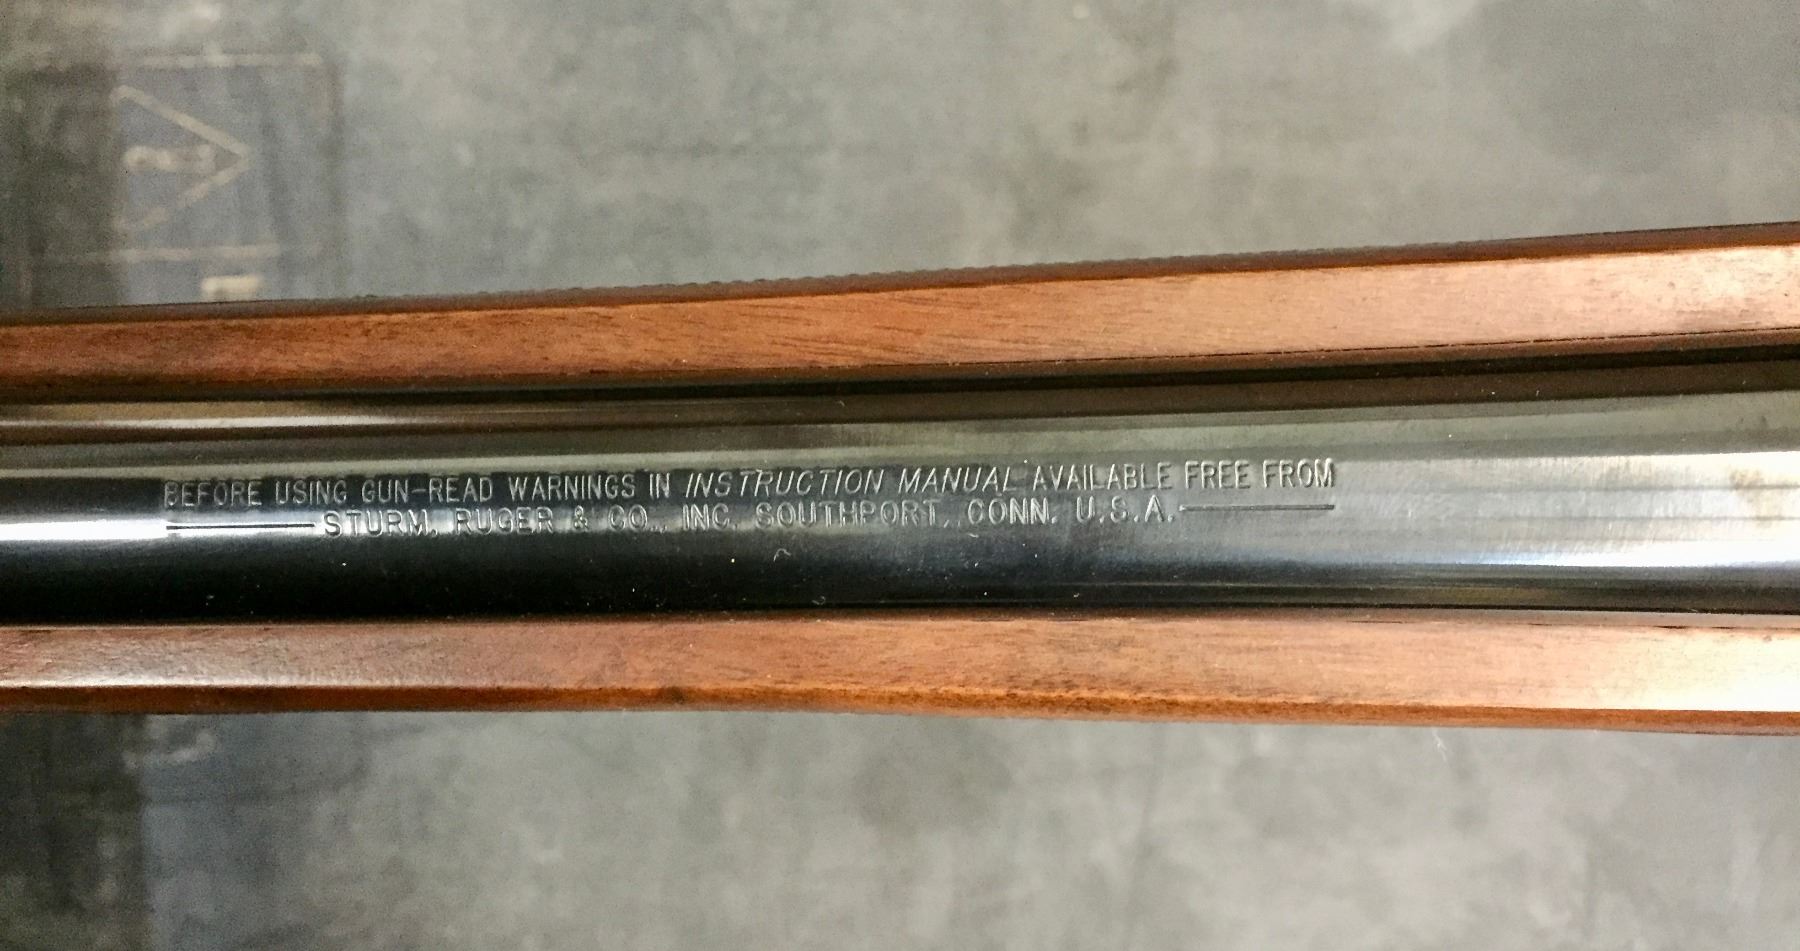 BEFORE USING GUN-READ WARNINGS IN INSTRUCTION MANUAL AVAILABLE FREE FROM
STURM, RUGER & CO., INC. SOUTHPORT, CONN. U.S.A.